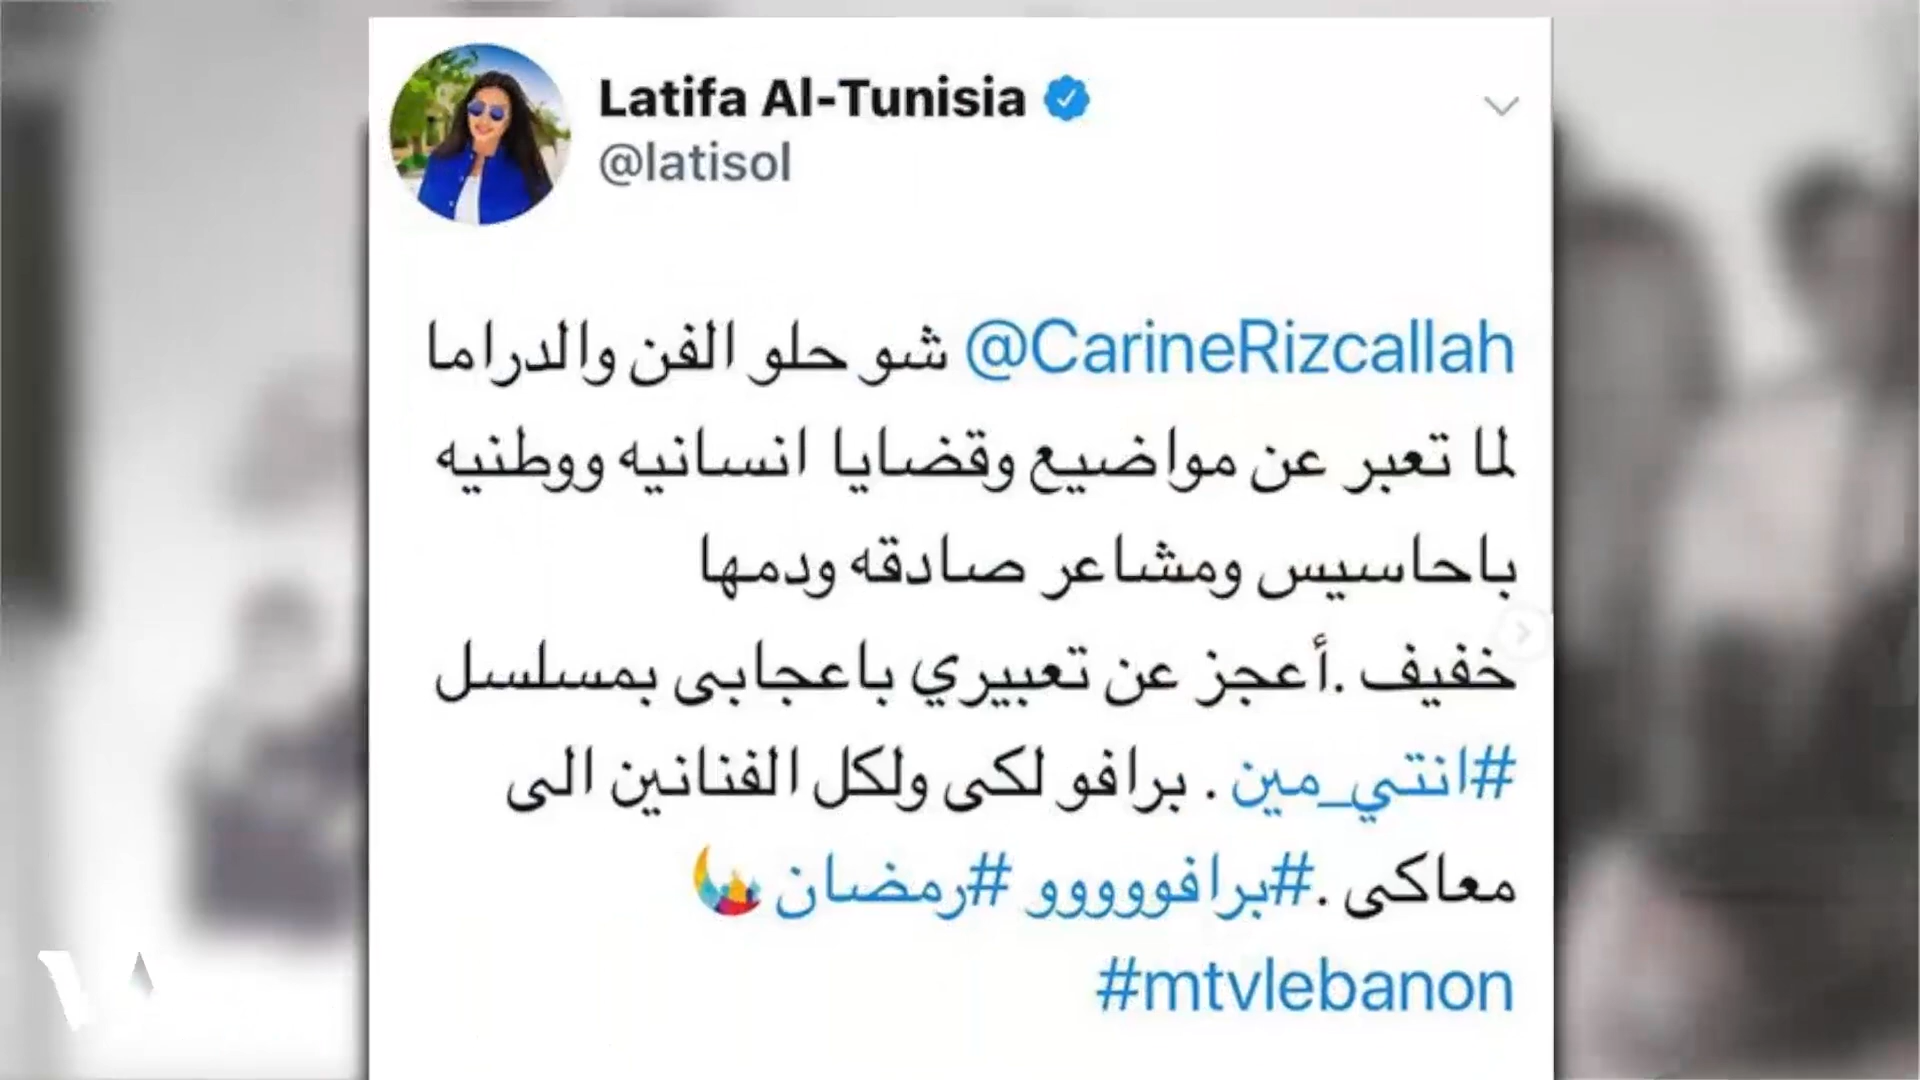 Latifa Al-Tunisia
@latisol
@CarineRizcallah شو حلو الفن والدراما
لما تعبر عن مواضيع وقضايا انسانيه ووطنيه
باحاسيس ومشاعر صادقه ودمها
خفيف .أعجز عن تعبيري باعجابى بمسلسل
#انتي_مين . برافو لكى ولكل الفنانين الى
معاكى .#برافووووو #رمضان
#mtvlebanon